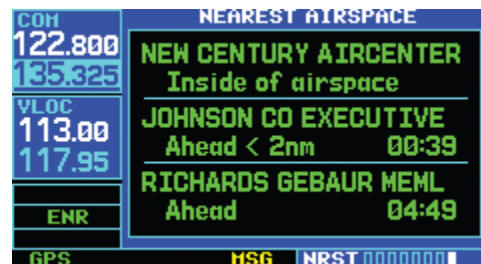 COM
122.800
135.325
VLOC
113.00
117.95
ENR
GPS
NEAREST AIRSPACE
NEW CENTURY AIRCENTER
Inside of airspace
JOHNSON CO EXECUTIVE
Ahead < 2nm 00:39
RICHARDS GEBAUR MEML
Ahead 04:49
MSG NRST